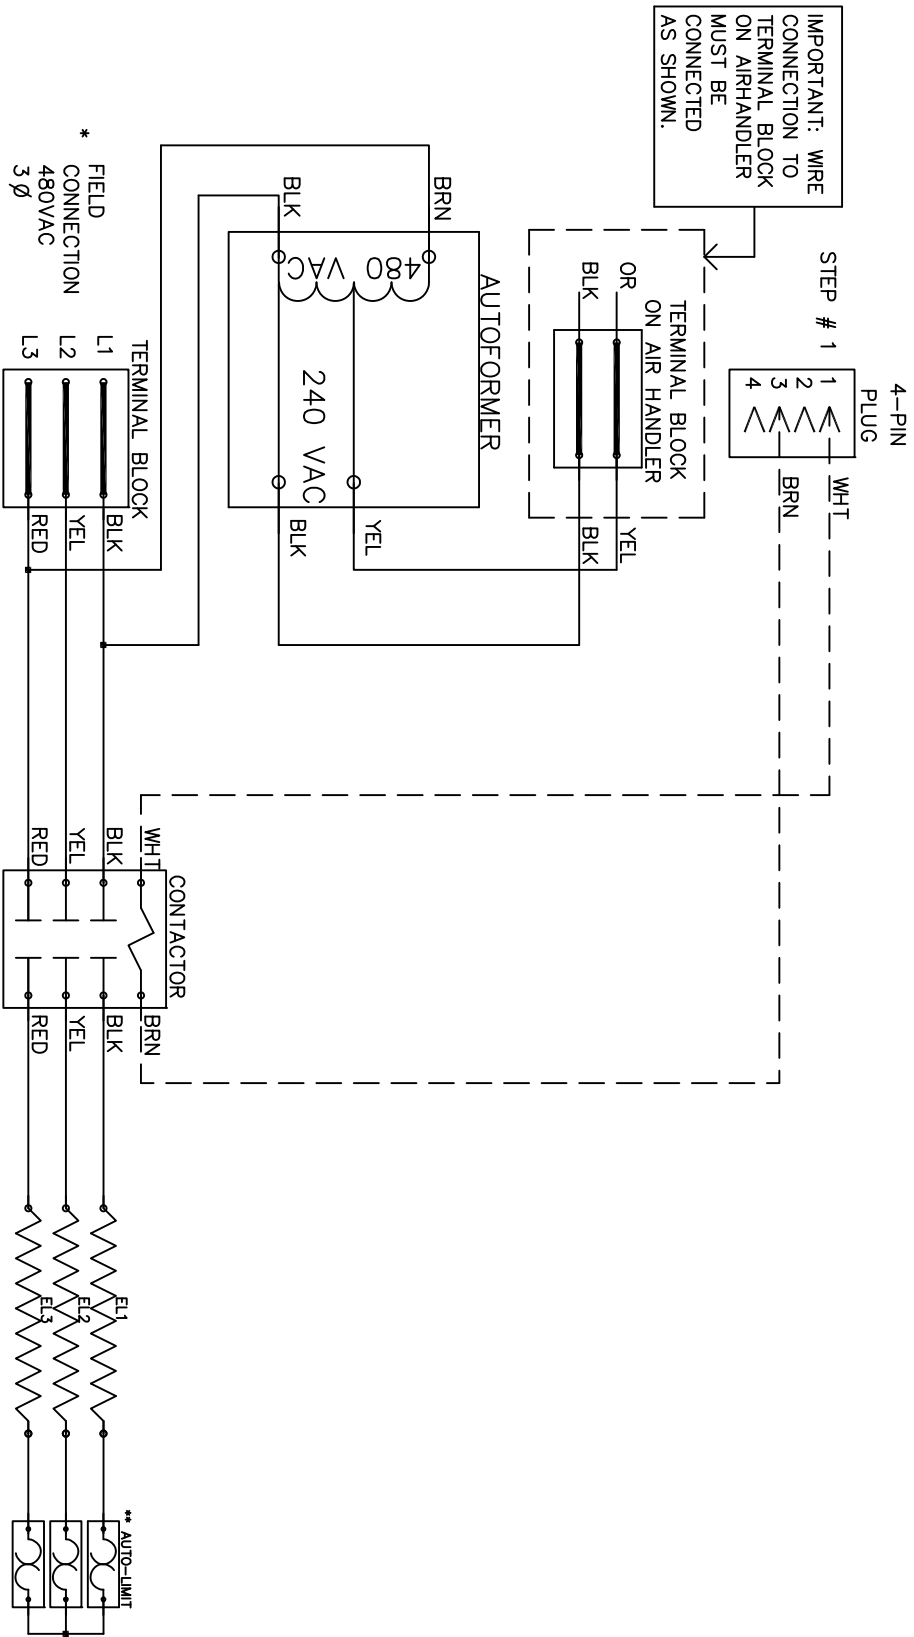 IMPORTANT: WIRE
CONNECTION TO
TERMINAL BLOCK
ON AIRHANDLER
MUST BE
CONNECTED
AS SHOWN.
4-PIN
PLUG
STEP # 1
1
2
3
4
WHT
BRN
TERMINAL BLOCK
ON AIR HANDLER
OR
BLK
YEL
BLK
AUTOFORMER
BRN
BLK
480 VAC
240 VAC
YEL
BLK
* FIELD
CONNECTION
480VAC
3 Ø
TERMINAL BLOCK
L1
L2
L3
BLK
YEL
RED
CONTACTOR
WHT
BLK
YEL
RED
BRN
BLK
YEL
RED
EL1
EL2
EL3
** AUTO-LIMIT